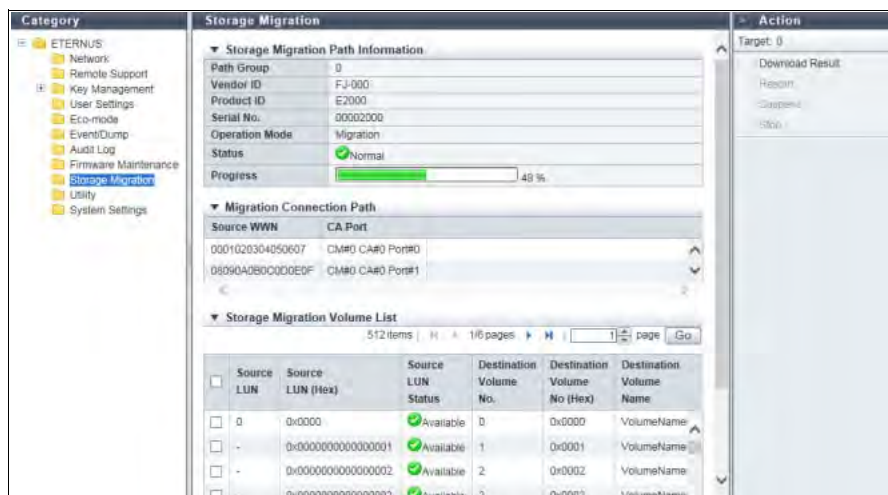 Category
ETERNUS
Network
Remote Support
Key Management
User Settings
Eco-mode
Event/Dump
Audit Log
Firmware Maintenance
Storage Migration
Utility
System Settings
Storage Migration
Storage Migration Path Information
Path Group 0
Vendor ID FJ-000
Product ID E2000
Serial No. 00002000
Operation Mode Migration
Status Normal
Progress 48 %
Migration Connection Path
Source WWN CA Port
0001020304050607 CM#0 CA#0 Port#0
08090A0B0C0D0E0F CM#0 CA#0 Port#1
Storage Migration Volume List
512 items 1/6 pages 1 page Go
Source LUN Source LUN (Hex) Source LUN Status Destination Volume No. Destination Volume No (Hex) Destination Volume Name
0 0x0000 Available 0 0x0000 VolumeName
- 0x0000000000000001 Available 1 0x0001 VolumeName
- 0x0000000000000002 Available 2 0x0002 VolumeName
Action
Target: 0
Download Result
Restart
Suspend
Stop